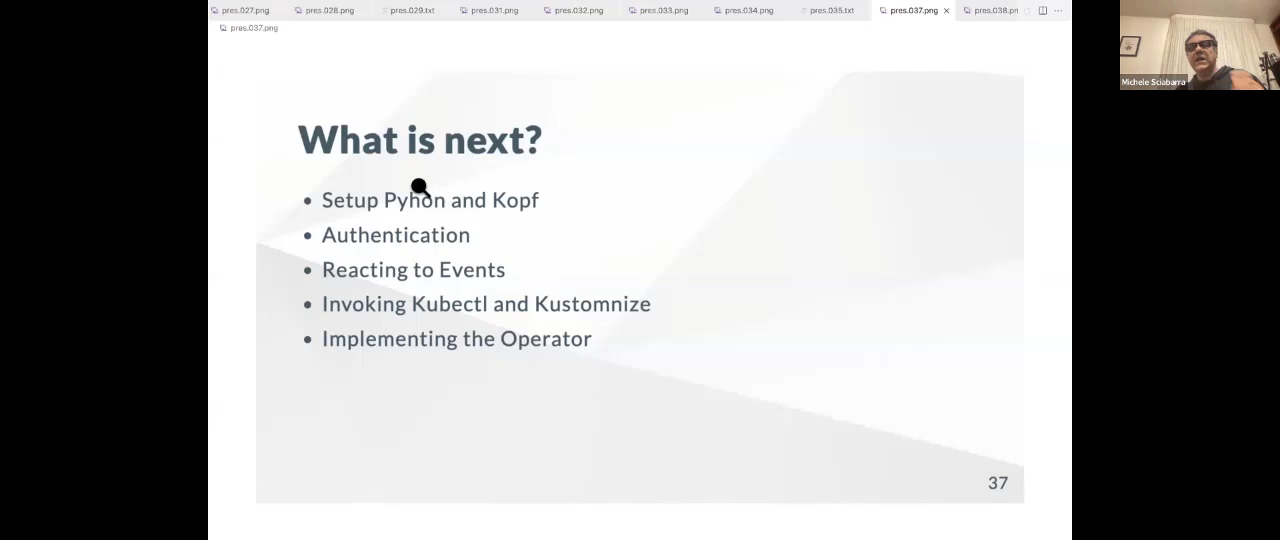 pres.027.png pres.028.png pres.029.txt pres.031.png pres.032.png pres.033.png pres.034.png pres.035.txt pres.037.png pres.038.pn
pres.037.png
Michele Sciabarra
What is next?
• Setup Pyhon and Kopf
• Authentication
• Reacting to Events
• Invoking Kubectl and Kustomnize
• Implementing the Operator
37